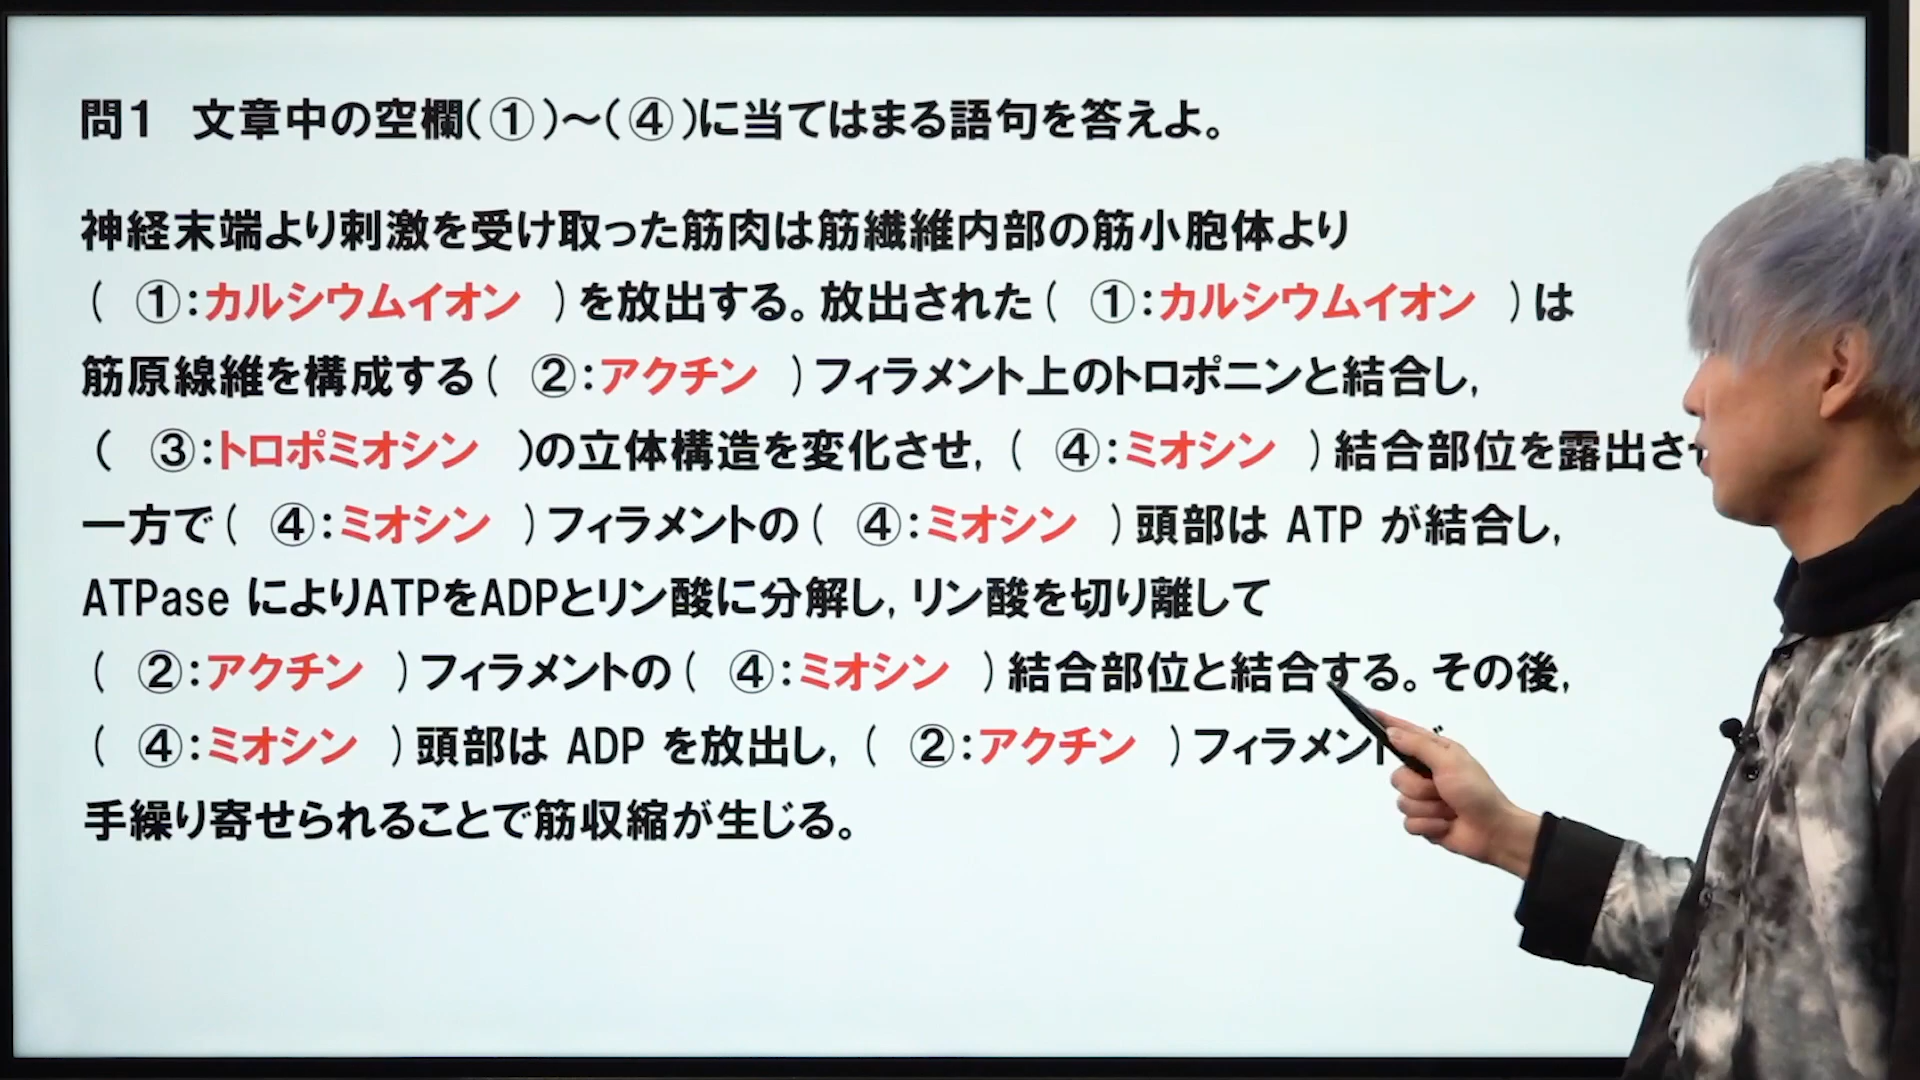 問1 文章中の空欄(①)～(④)に当てはまる語句を答えよ。
神経末端より刺激を受け取った筋肉は筋繊維内部の筋小胞体より
( ①:カルシウムイオン )を放出する。放出された( ①:カルシウムイオン )は
筋原線維を構成する( ②:アクチン )フィラメント上のトロポニンと結合し,
( ③:トロポミオシン )の立体構造を変化させ,( ④:ミオシン )結合部位を露出させ
一方で( ④:ミオシン )フィラメントの( ④:ミオシン )頭部は ATP が結合し,
ATPase によりATPをADPとリン酸に分解し,リン酸を切り離して
( ②:アクチン )フィラメントの( ④:ミオシン )結合部位と結合する。その後,
( ④:ミオシン )頭部は ADP を放出し,( ②:アクチン )フィラメント
手繰り寄せられることで筋収縮が生じる。